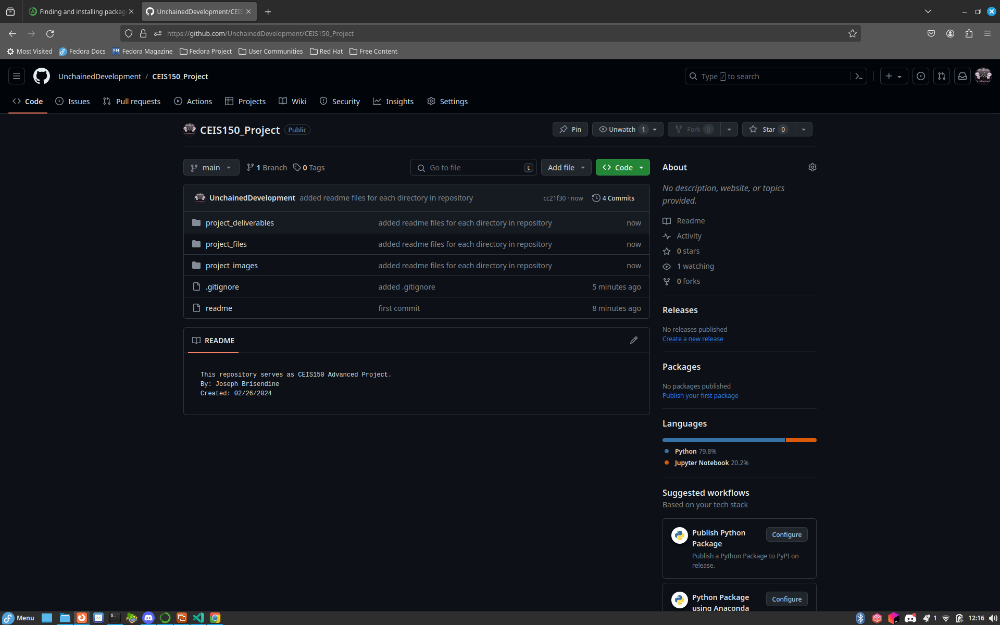 Finding and installing packag
UnchainedDevelopment/CEIS
https://github.com/UnchainedDevelopment/CEIS150_Project
Most Visited
Fedora Docs
Fedora Magazine
Fedora Project
User Communities
Red Hat
Free Content
UnchainedDevelopment / CEIS150_Project
Type / to search
Code
Issues
Pull requests
Actions
Projects
Wiki
Security
Insights
Settings
CEIS150_Project
Public
Pin
Unwatch 1
Fork 0
Star 0
main
1 Branch
0 Tags
Go to file
t
Add file
Code
UnchainedDevelopment added readme files for each directory in repository
cc21f30 · now
4 Commits
project_deliverables added readme files for each directory in repository now
project_files added readme files for each directory in repository now
project_images added readme files for each directory in repository now
.gitignore added .gitignore 5 minutes ago
readme first commit 8 minutes ago
README
This repository serves as CEIS150 Advanced Project.
By: Joseph Brisendine
Created: 02/26/2024
About
No description, website, or topics
provided.
Readme
Activity
0 stars
1 watching
0 forks
Releases
No releases published
Create a new release
Packages
No packages published
Publish your first package
Languages
Python 79.8%
Jupyter Notebook 20.2%
Suggested workflows
Based on your tech stack
Publish Python
Package
Configure
Publish a Python Package to PyPI on
release.
Python Package
using Anaconda
Configure
Menu
1
12:16